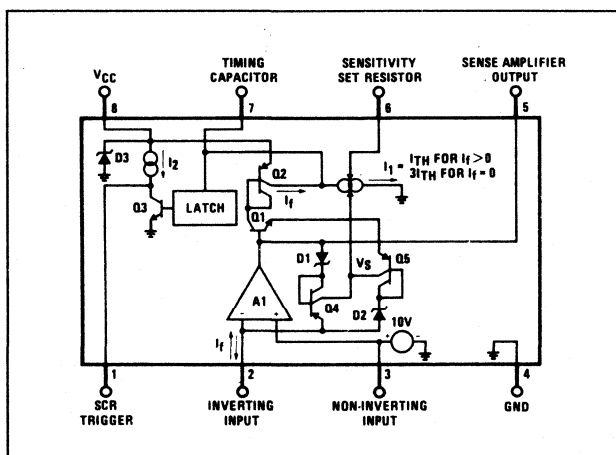 VCC
TIMING
CAPACITOR
SENSITIVITY
SET RESISTOR
SENSE AMPLIFIER
OUTPUT
8
7
6
5
D3
I2
Q2
I1 = ITH FOR If > 0
3ITH FOR If = 0
Q3
LATCH
If
Q1
D1
VS
Q5
A1
Q4
D2
10V
- +
+ -
If
1
2
3
4
SCR
TRIGGER
INVERTING
INPUT
NON-INVERTING
INPUT
GND